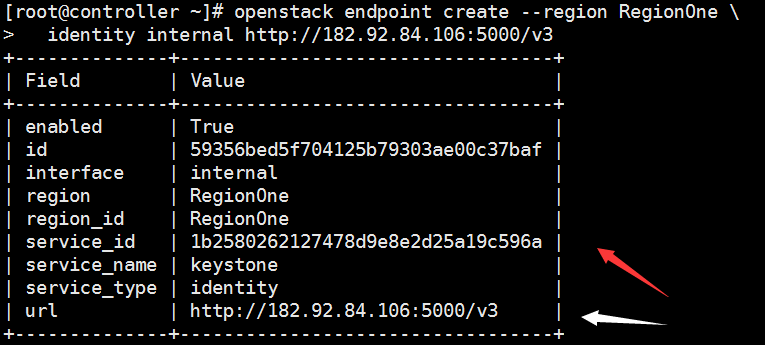 [root@controller ~]# openstack endpoint create --region RegionOne \
>   identity internal http://182.92.84.106:5000/v3
+--------------+----------------------------------+
| Field        | Value                            |
+--------------+----------------------------------+
| enabled      | True                             |
| id           | 59356bed5f704125b79303ae00c37baf |
| interface    | internal                         |
| region       | RegionOne                        |
| region_id    | RegionOne                        |
| service_id   | 1b2580262127478d9e8e2d25a19c596a |
| service_name | keystone                         |
| service_type | identity                         |
| url          | http://182.92.84.106:5000/v3     |
+--------------+----------------------------------+